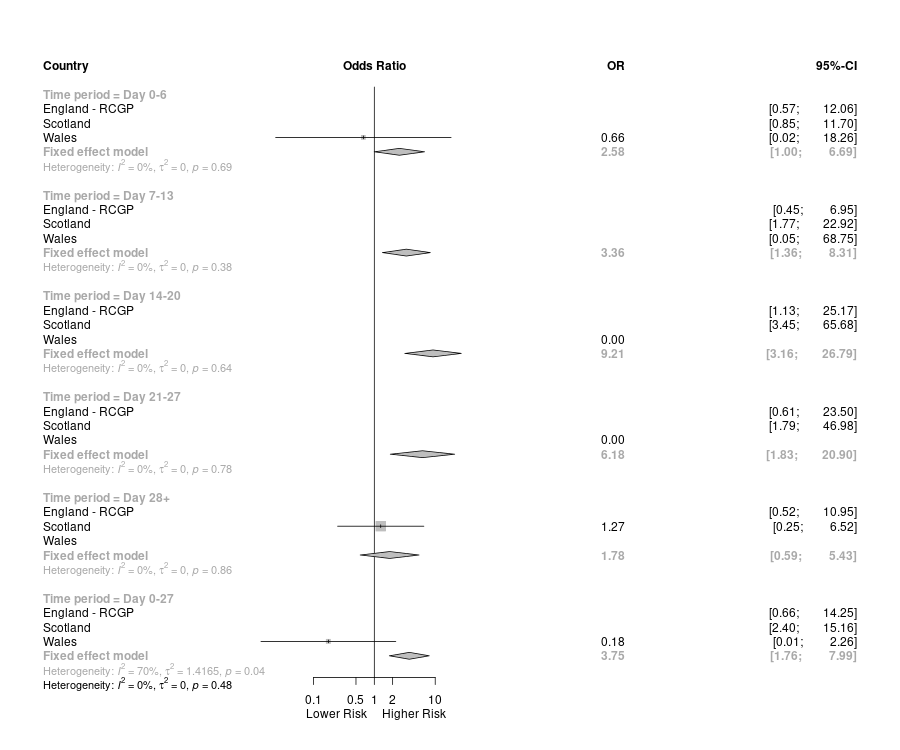 Country Odds Ratio OR 95%-CI
Time period = Day 0-6
England - RCGP [0.57; 12.06]
Scotland [0.85; 11.70]
Wales 0.66 [0.02; 18.26]
Fixed effect model 2.58 [1.00; 6.69]
Heterogeneity: I² = 0%, τ² = 0, p = 0.69
Time period = Day 7-13
England - RCGP [0.45; 6.95]
Scotland [1.77; 22.92]
Wales [0.05; 68.75]
Fixed effect model 3.36 [1.36; 8.31]
Heterogeneity: I² = 0%, τ² = 0, p = 0.38
Time period = Day 14-20
England - RCGP [1.13; 25.17]
Scotland [3.45; 65.68]
Wales 0.00
Fixed effect model 9.21 [3.16; 26.79]
Heterogeneity: I² = 0%, τ² = 0, p = 0.64
Time period = Day 21-27
England - RCGP [0.61; 23.50]
Scotland [1.79; 46.98]
Wales 0.00
Fixed effect model 6.18 [1.83; 20.90]
Heterogeneity: I² = 0%, τ² = 0, p = 0.78
Time period = Day 28+
England - RCGP [0.52; 10.95]
Scotland 1.27 [0.25; 6.52]
Wales
Fixed effect model 1.78 [0.59; 5.43]
Heterogeneity: I² = 0%, τ² = 0, p = 0.86
Time period = Day 0-27
England - RCGP [0.66; 14.25]
Scotland [2.40; 15.16]
Wales 0.18 [0.01; 2.26]
Fixed effect model 3.75 [1.76; 7.99]
Heterogeneity: I² = 70%, τ² = 1.4165, p = 0.04
Heterogeneity: I² = 0%, τ² = 0, p = 0.48
0.1 0.5 1 2 10
Lower Risk Higher Risk